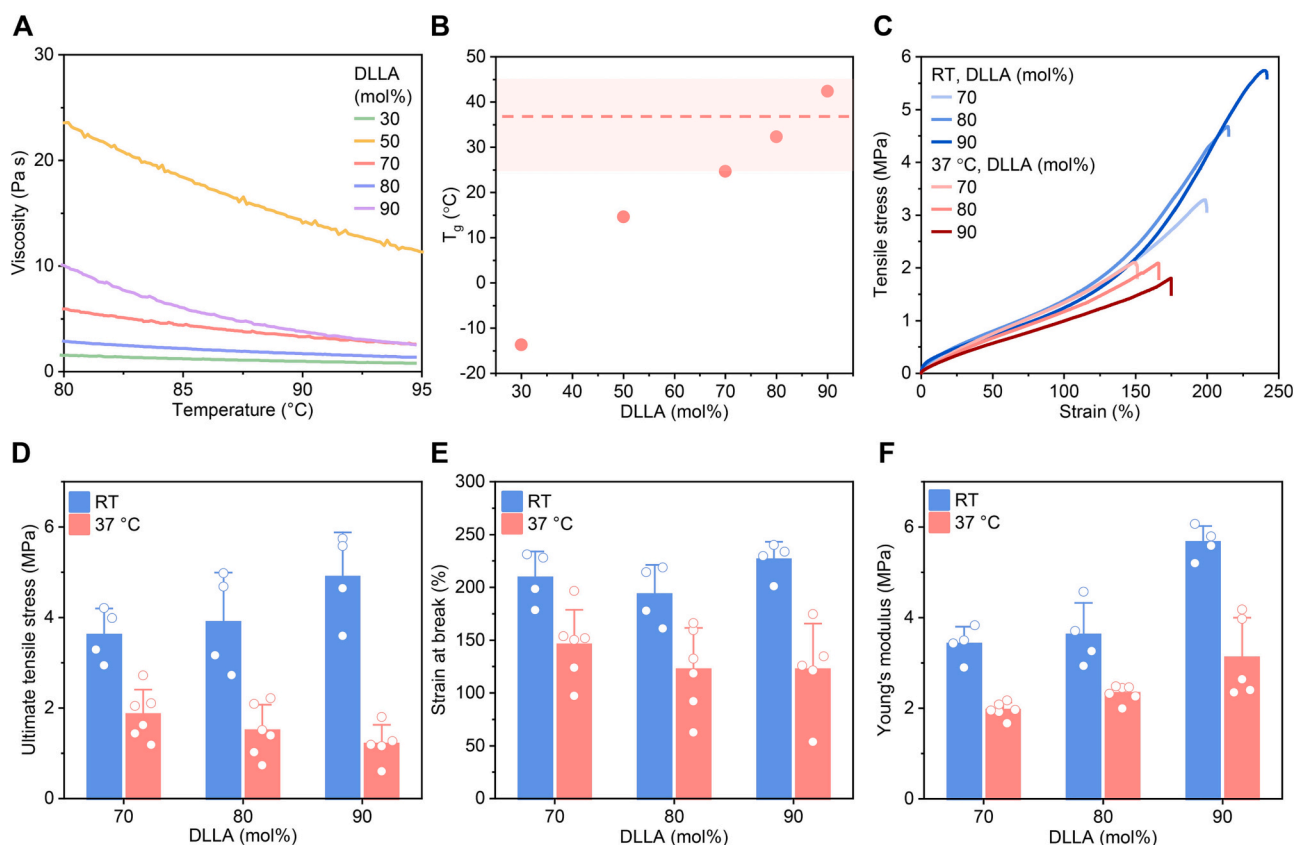 A
30
20
10
0
Viscosity (Pa s)
80
85
90
95
Temperature (°C)
DLLA
(mol%)
30
50
70
80
90
B
50
40
30
20
10
0
-10
-20
Tg (°C)
30
40
50
60
70
80
90
DLLA (mol%)
C
6
5
4
3
2
1
0
Tensile stress (MPa)
0
50
100
150
200
250
Strain (%)
RT, DLLA (mol%)
70
80
90
37 °C, DLLA (mol%)
70
80
90
D
6
4
2
0
Ultimate tensile stress (MPa)
RT
37 °C
70
80
90
DLLA (mol%)
E
300
250
200
150
100
50
0
Strain at break (%)
RT
37 °C
70
80
90
DLLA (mol%)
F
6
4
2
0
Young's modulus (MPa)
RT
37 °C
70
80
90
DLLA (mol%)